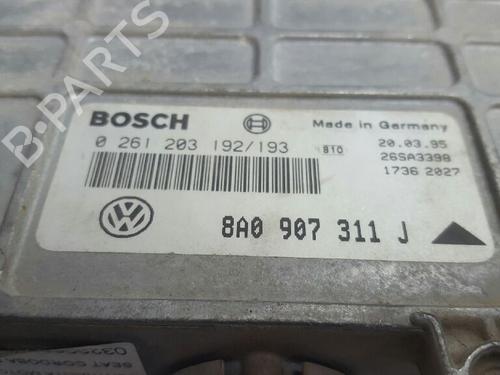 B-PARTS
BOSCH
Made in Germany
0 261 203 192/193
810
20.03.95
26SA3398
1736 2027
8A0 907 311 J